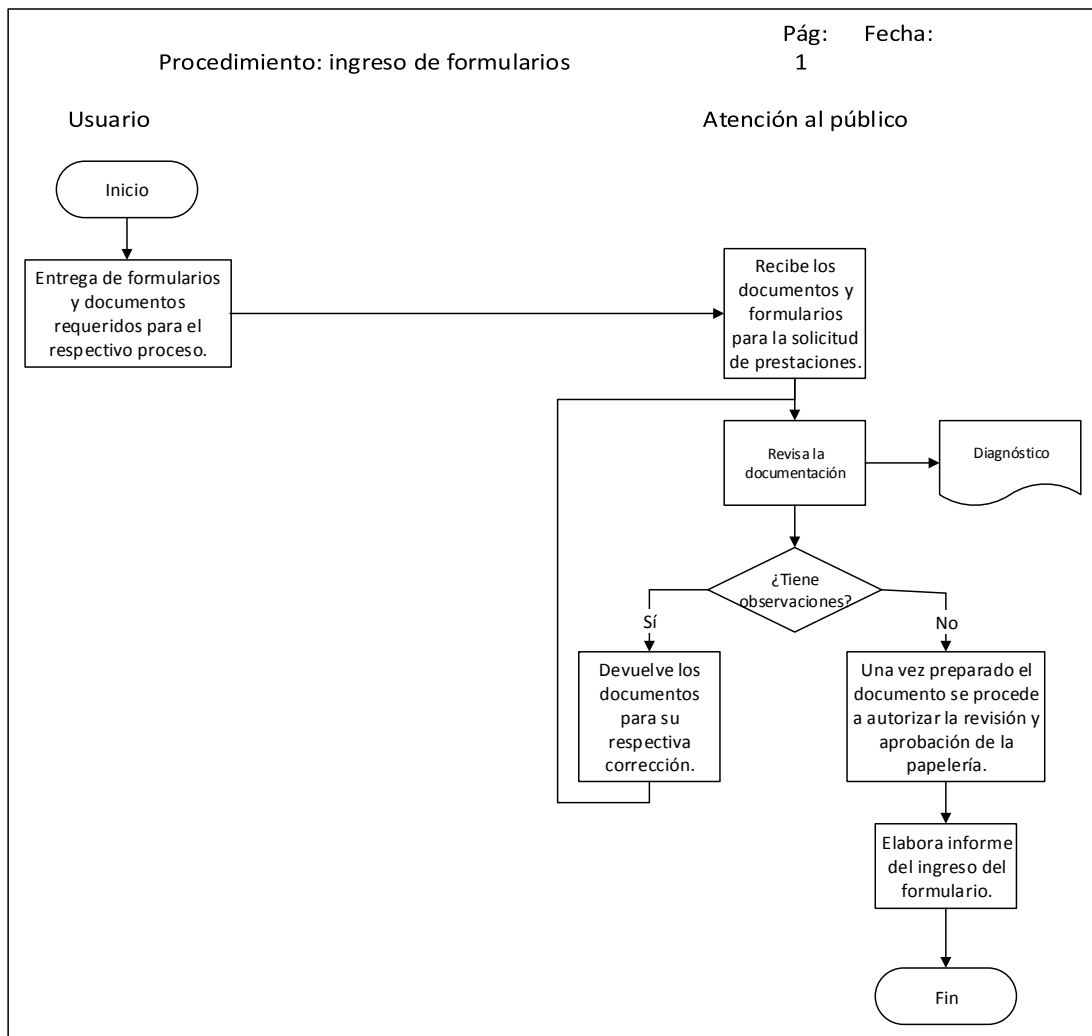 Pág: Fecha:
Procedimiento: ingreso de formularios 1
Usuario Atención al público
Inicio
Entrega de formularios
y documentos
requeridos para el
respectivo proceso.
Recibe los
documentos y
formularios
para la solicitud
de prestaciones.
Revisa la
documentación
Diagnóstico
¿Tiene
observaciones?
Sí
No
Devuelve los
documentos
para su
respectiva
corrección.
Una vez preparado el
documento se procede
a autorizar la revisión y
aprobación de la
papelería.
Elabora informe
del ingreso del
formulario.
Fin